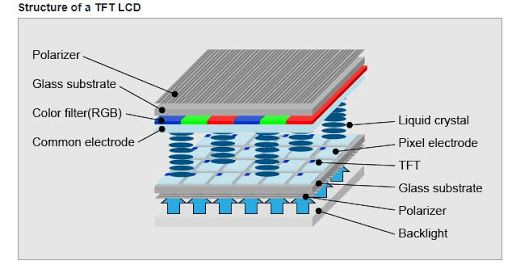 Structure of a TFT LCD
Polarizer
Glass substrate
Color filter(RGB)
Common electrode
Liquid crystal
Pixel electrode
TFT
Glass substrate
Polarizer
Backlight